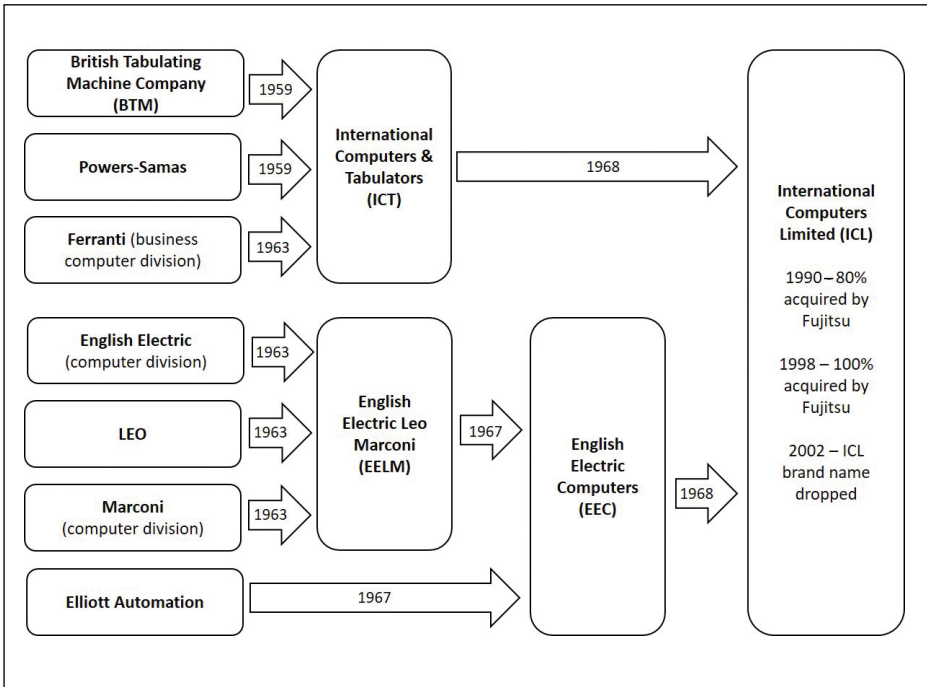 British Tabulating
Machine Company
(BTM)
1959
Powers-Samas
1959
Ferranti (business
computer division)
1963
International
Computers &
Tabulators
(ICT)
1968
English Electric
(computer division)
1963
LEO
1963
Marconi
(computer division)
1963
English
Electric Leo
Marconi
(EELM)
1967
Elliott Automation
1967
English
Electric
Computers
(EEC)
1968
International
Computers
Limited (ICL)
1990 – 80%
acquired by
Fujitsu
1998 – 100%
acquired by
Fujitsu
2002 – ICL
brand name
dropped